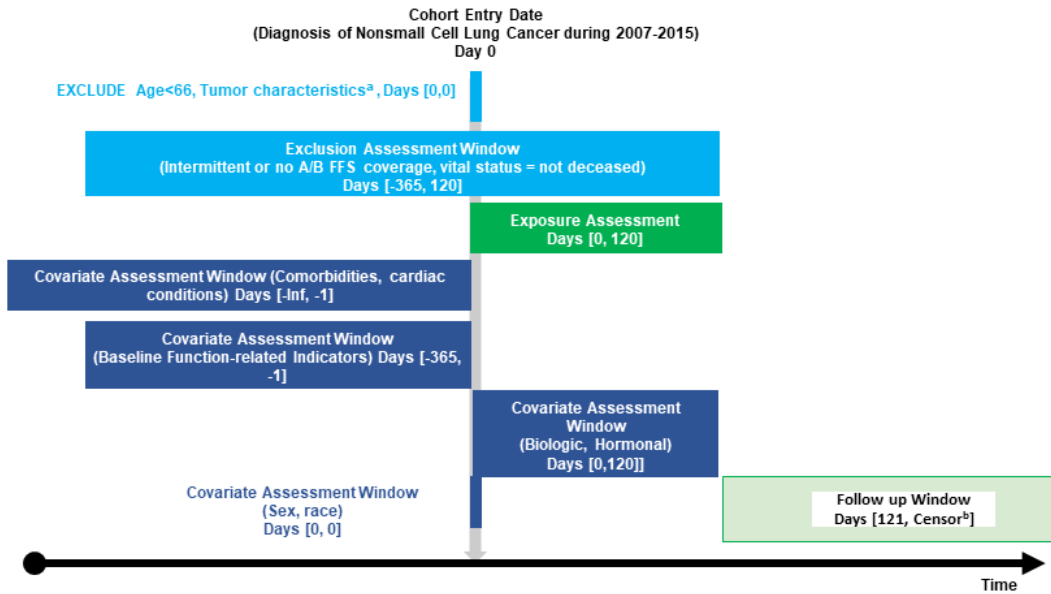 Cohort Entry Date
(Diagnosis of Nonsmall Cell Lung Cancer during 2007-2015)
Day 0
EXCLUDE Age<66, Tumor characteristicsᵃ, Days [0,0]
Exclusion Assessment Window
(Intermittent or no A/B FFS coverage, vital status = not deceased)
Days [-365, 120]
Exposure Assessment
Days [0, 120]
Covariate Assessment Window (Comorbidities, cardiac
conditions) Days [-Inf, -1]
Covariate Assessment Window
(Baseline Function-related Indicators) Days [-365,
-1]
Covariate Assessment
Window
(Biologic, Hormonal)
Days [0,120]]
Covariate Assessment Window
(Sex, race)
Days [0, 0]
Follow up Window
Days [121, Censorᵇ]
Time